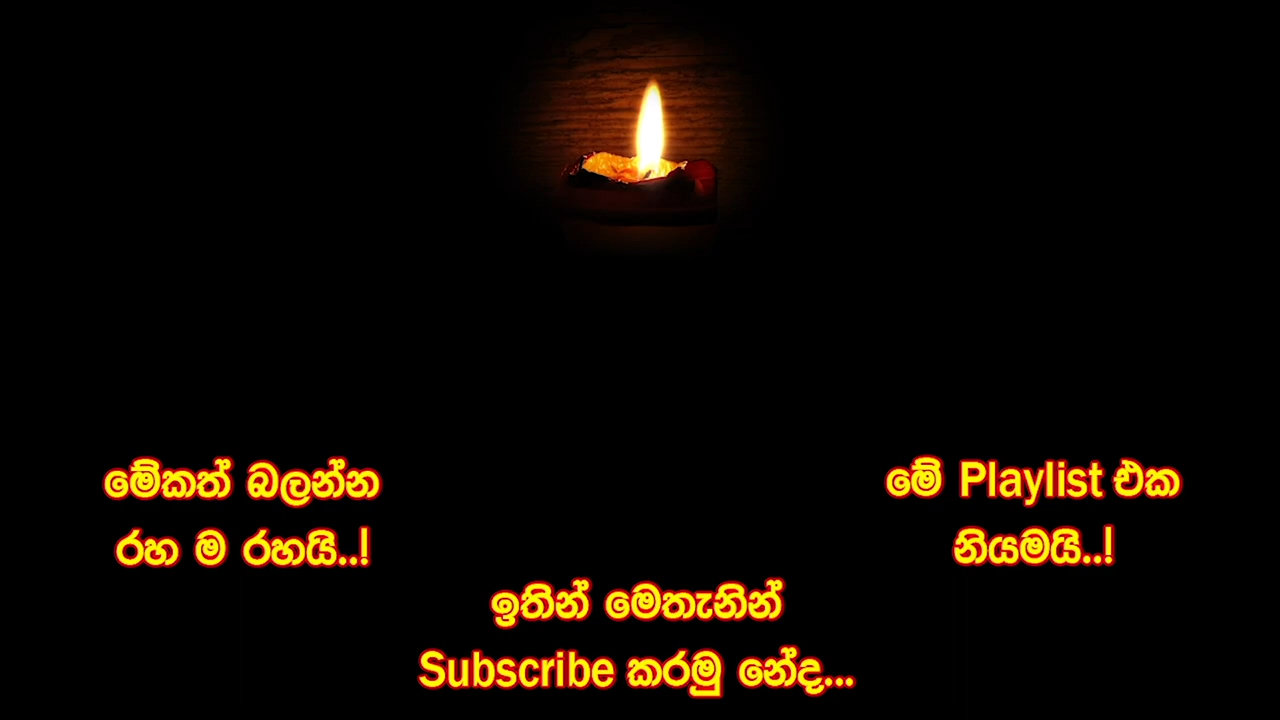 මේකත් බලන්න
රහ ම රහයි..!
මේ Playlist එක
නියමයි..!
ඉතින් මෙතැනින්
Subscribe කරමු නේද...